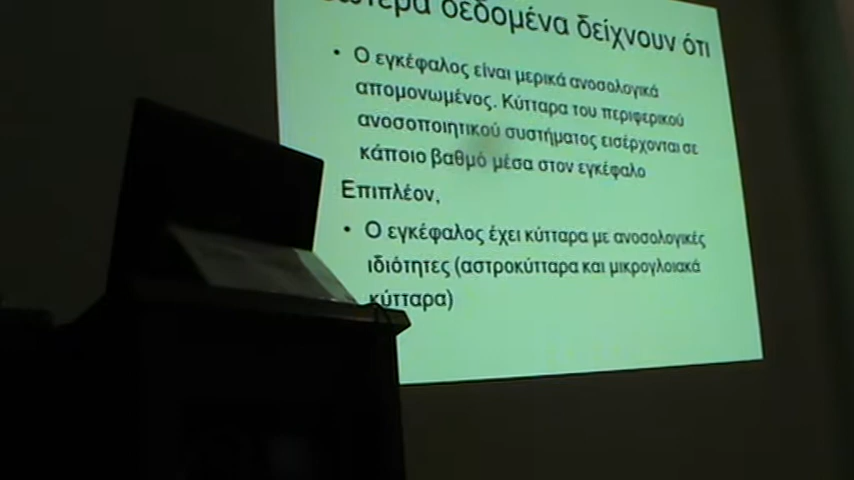 δεδομένα δείχνουν ότι
• Ο εγκέφαλος είναι μερικά ανοσολογικά
απομονωμένος. Κύτταρα του περιφερικού
ανοσοποιητικού συστήματος εισέρχονται σε
κάποιο βαθμό μέσα στον εγκέφαλο
Επιπλέον,
• Ο εγκέφαλος έχει κύτταρα με ανοσολογικές
ιδιότητες (αστροκύτταρα και μικρογλοιακά
κύτταρα)